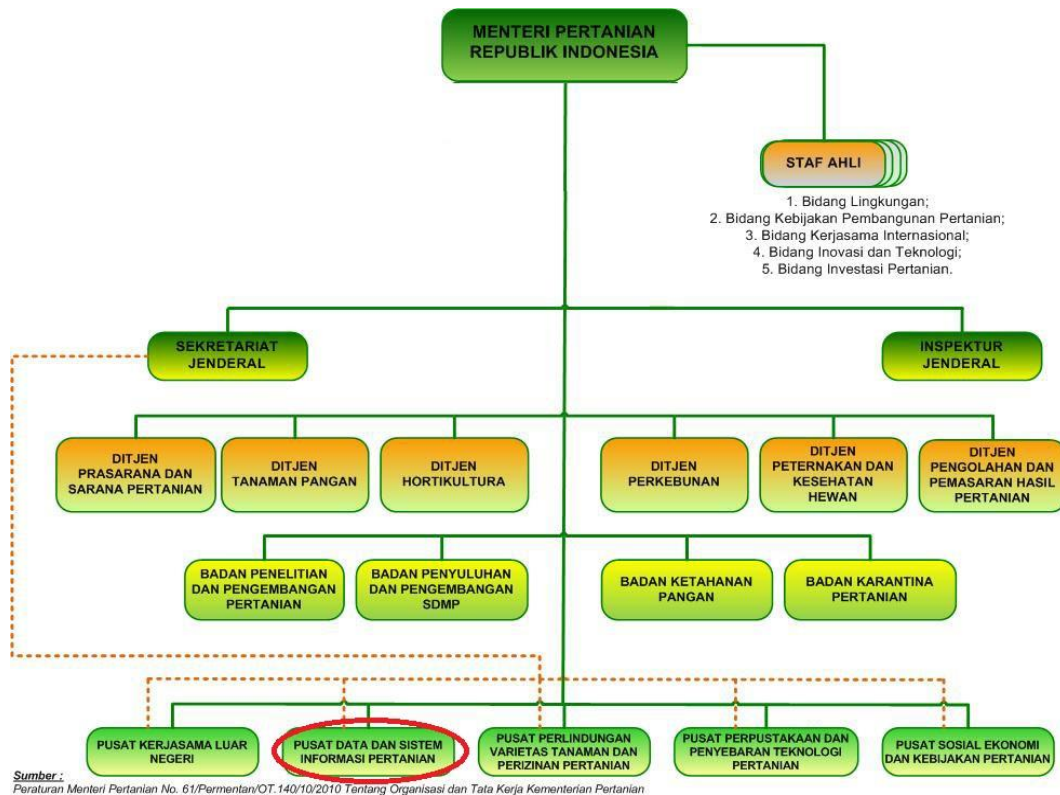 MENTERI PERTANIAN
REPUBLIK INDONESIA
STAF AHLI
1. Bidang Lingkungan;
2. Bidang Kebijakan Pembangunan Pertanian;
3. Bidang Kerjasama Internasional;
4. Bidang Inovasi dan Teknologi;
5. Bidang Investasi Pertanian.
SEKRETARIAT
JENDERAL
INSPEKTUR
JENDERAL
DITJEN
PRASARANA DAN
SARANA PERTANIAN
DITJEN
TANAMAN PANGAN
DITJEN
HORTIKULTURA
DITJEN
PERKEBUNAN
DITJEN
PETERNAKAN DAN
KESEHATAN
HEWAN
DITJEN
PENGOLAHAN DAN
PEMASARAN HASIL
PERTANIAN
BADAN PENELITIAN
DAN PENGEMBANGAN
PERTANIAN
BADAN PENYULUHAN
DAN PENGEMBANGAN
SDMP
BADAN KETAHANAN
PANGAN
BADAN KARANTINA
PERTANIAN
PUSAT KERJASAMA LUAR
NEGERI
PUSAT DATA DAN SISTEM
INFORMASI PERTANIAN
PUSAT PERLINDUNGAN
VARIETAS TANAMAN DAN
PERIZINAN PERTANIAN
PUSAT PERPUSTAKAAN DAN
PENYEBARAN TEKNOLOGI
PERTANIAN
PUSAT SOSIAL EKONOMI
DAN KEBIJAKAN PERTANIAN
Sumber :
Peraturan Menteri Pertanian No. 61/Permentan/OT.140/10/2010 Tentang Organisasi dan Tata Kerja Kementerian Pertanian